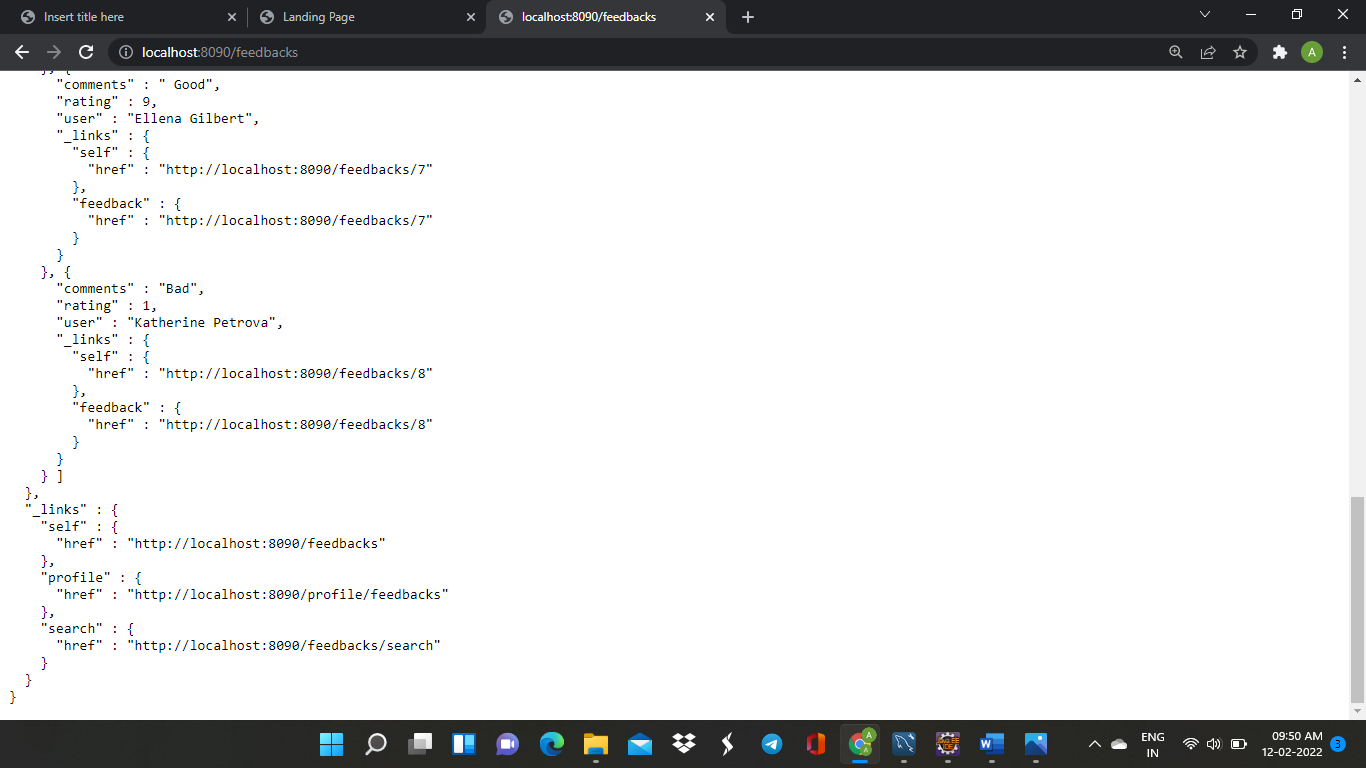 Insert title here
Landing Page
localhost:8090/feedbacks
localhost:8090/feedbacks
A
}, {
"comments" : " Good",
"rating" : 9,
"user" : "Ellena Gilbert",
"_links" : {
"self" : {
"href" : "http://localhost:8090/feedbacks/7"
},
"feedback" : {
"href" : "http://localhost:8090/feedbacks/7"
}
}
}, {
"comments" : "Bad",
"rating" : 1,
"user" : "Katherine Petrova",
"_links" : {
"self" : {
"href" : "http://localhost:8090/feedbacks/8"
},
"feedback" : {
"href" : "http://localhost:8090/feedbacks/8"
}
}
} ]
},
"_links" : {
"self" : {
"href" : "http://localhost:8090/feedbacks"
},
"profile" : {
"href" : "http://localhost:8090/profile/feedbacks"
},
"search" : {
"href" : "http://localhost:8090/feedbacks/search"
}
}
}
A
W
ENG
IN
09:50 AM
12-02-2022
3